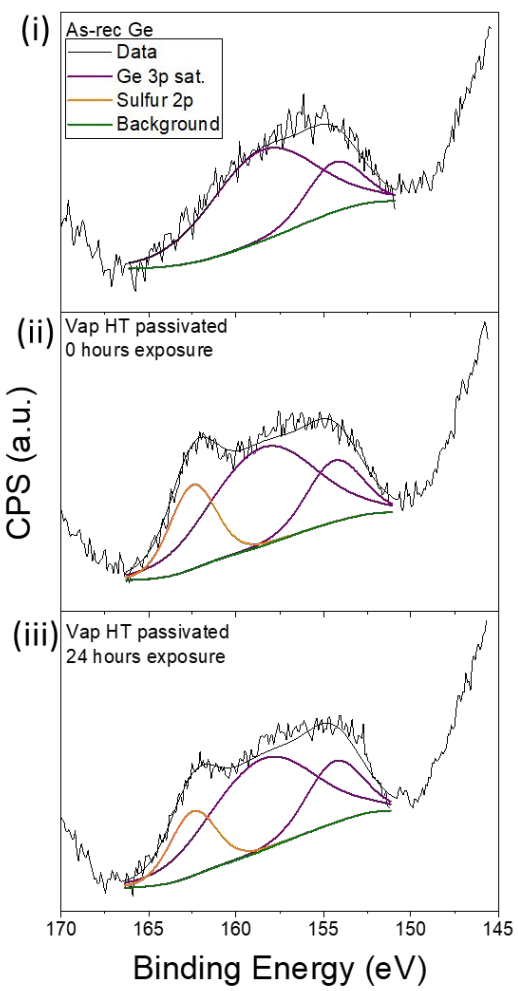 (i)
As-rec Ge
Data
Ge 3p sat.
Sulfur 2p
Background
(ii)
Vap HT passivated
0 hours exposure
CPS (a.u.)
(iii)
Vap HT passivated
24 hours exposure
170 165 160 155 150 145
Binding Energy (eV)